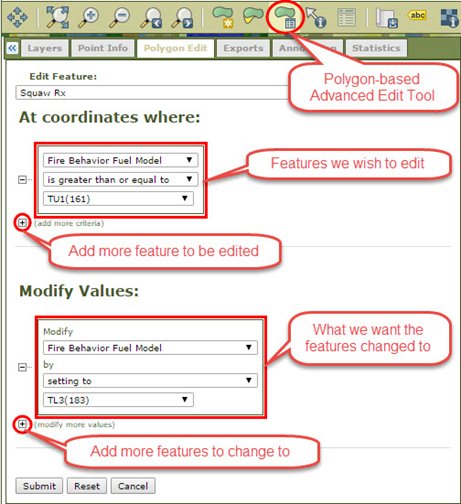 abc
«
Layers
Point Info
Polygon Edit
Exports
Statistics
Polygon-based
Advanced Edit Tool
Edit Feature:
Squaw Rx
At coordinates where:
Fire Behavior Fuel Model
is greater than or equal to
TU1(161)
Features we wish to edit
(add more criteria)
Add more feature to be edited
Modify Values:
Modify
Fire Behavior Fuel Model
by
setting to
TL3(183)
What we want the
features changed to
(modify more values)
Add more features to change to
Submit
Reset
Cancel